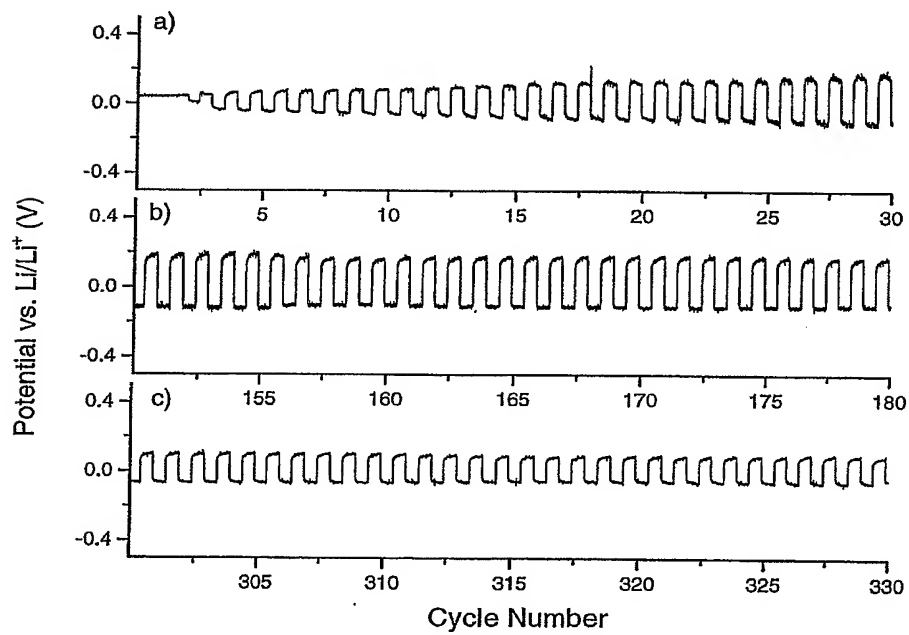 a)
0.4
0.0
-0.4
5 10 15 20 25 30
b)
0.4
0.0
-0.4
155 160 165 170 175 180
c)
0.4
0.0
-0.4
305 310 315 320 325 330
Potential vs. Li/Li⁺ (V)
Cycle Number